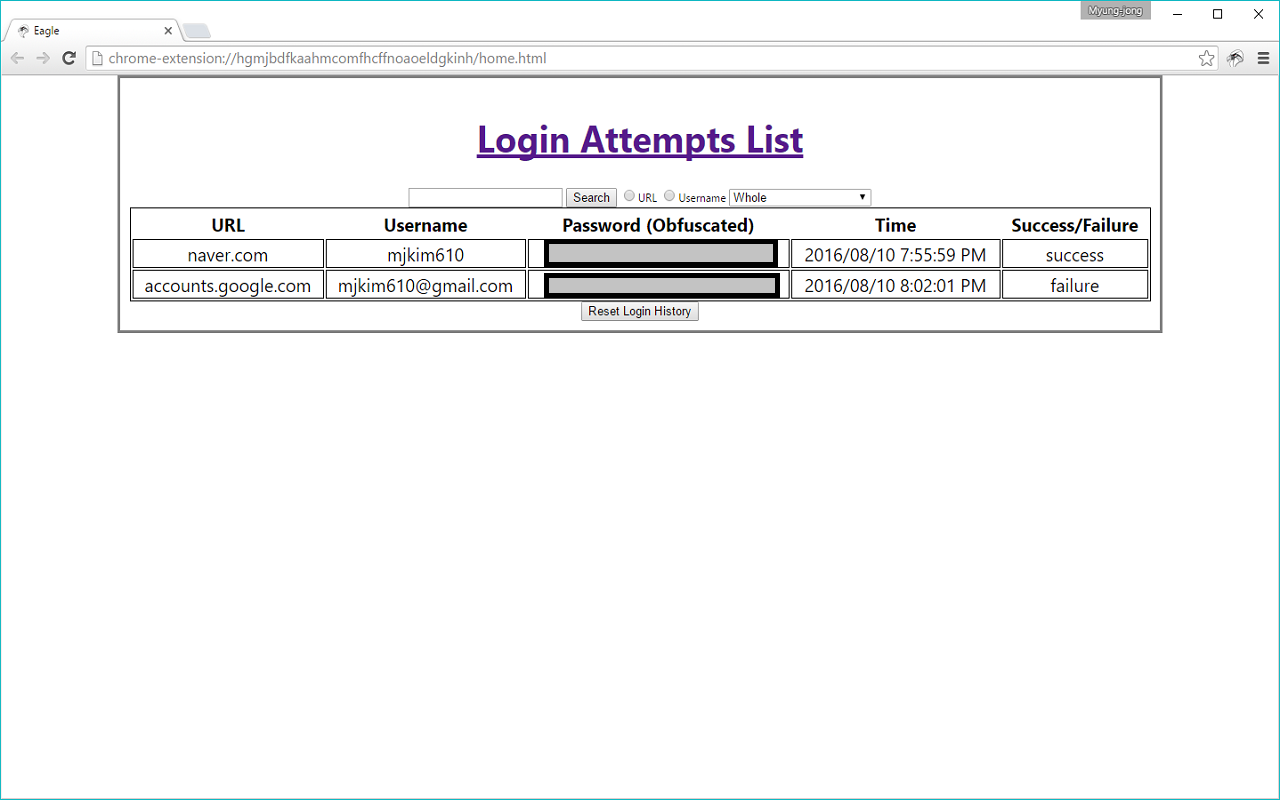 Myung-jong
Eagle
chrome-extension://hgmjbdfkaahmcomfhcffnoaoeldgkinh/home.html
Login Attempts List
Search URL Username Whole
URL Username Password (Obfuscated) Time Success/Failure
naver.com mjkim610 2016/08/10 7:55:59 PM success
accounts.google.com mjkim610@gmail.com 2016/08/10 8:02:01 PM failure
Reset Login History